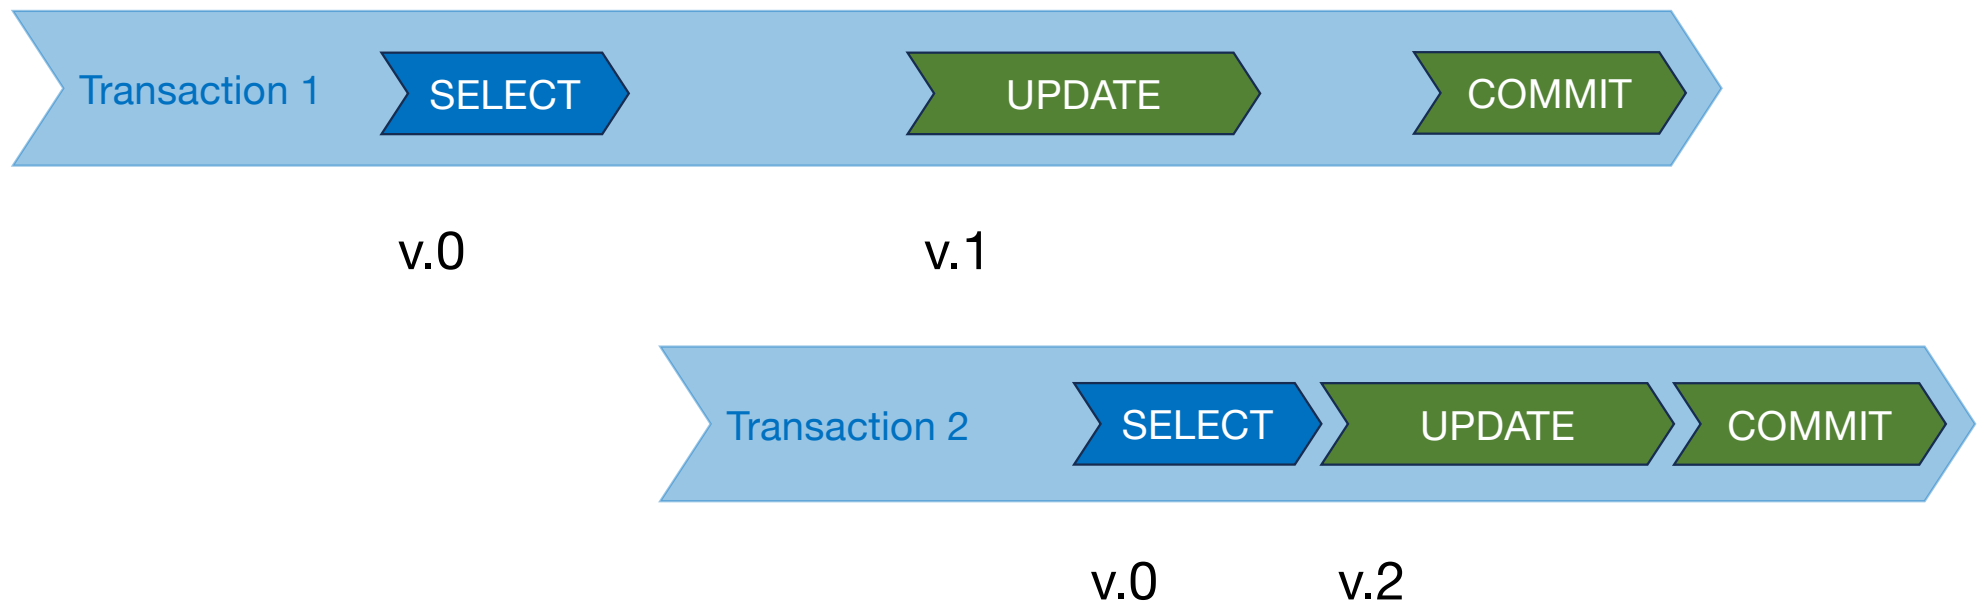 Transaction 1 SELECT UPDATE COMMIT
v.0 v.1
Transaction 2 SELECT UPDATE COMMIT
v.0 v.2